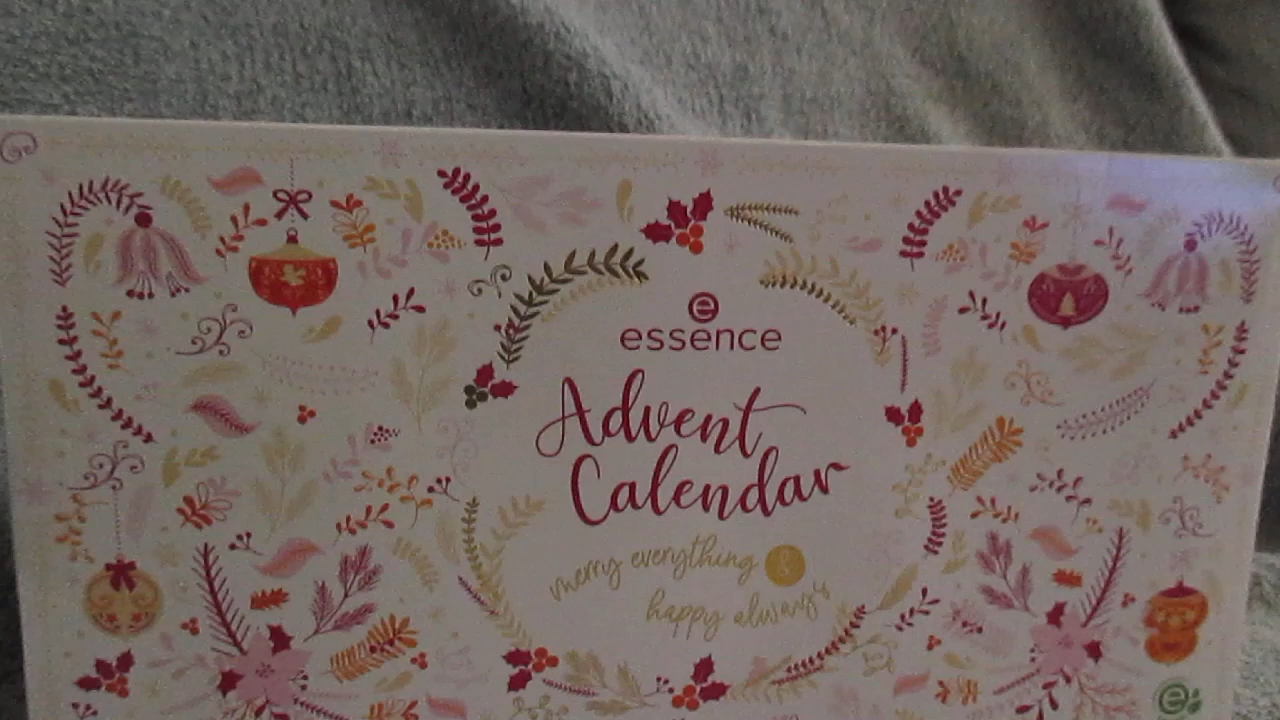 e
essence
Advent
Calendar
merry everything &
happy always
e